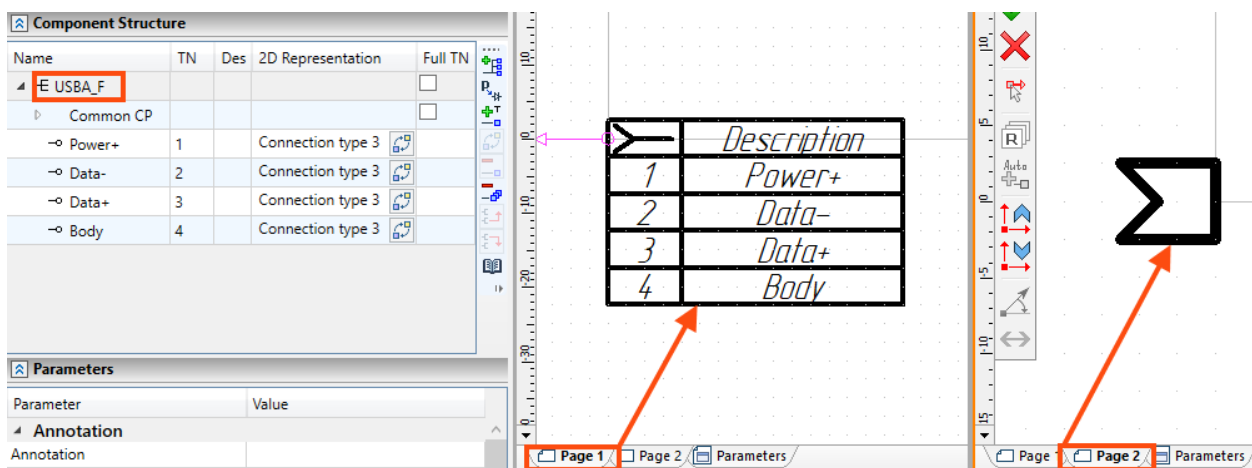 Component Structure
Name TN Des 2D Representation Full TN
USBA_F
Common CP
Power+ 1 Connection type 3
Data- 2 Connection type 3
Data+ 3 Connection type 3
Body 4 Connection type 3
Parameters
Parameter Value
Annotation
Annotation
Description
1 Power+
2 Data-
3 Data+
4 Body
Page 1 Page 2 Parameters
R
Auto
Page Page 2 Parameters